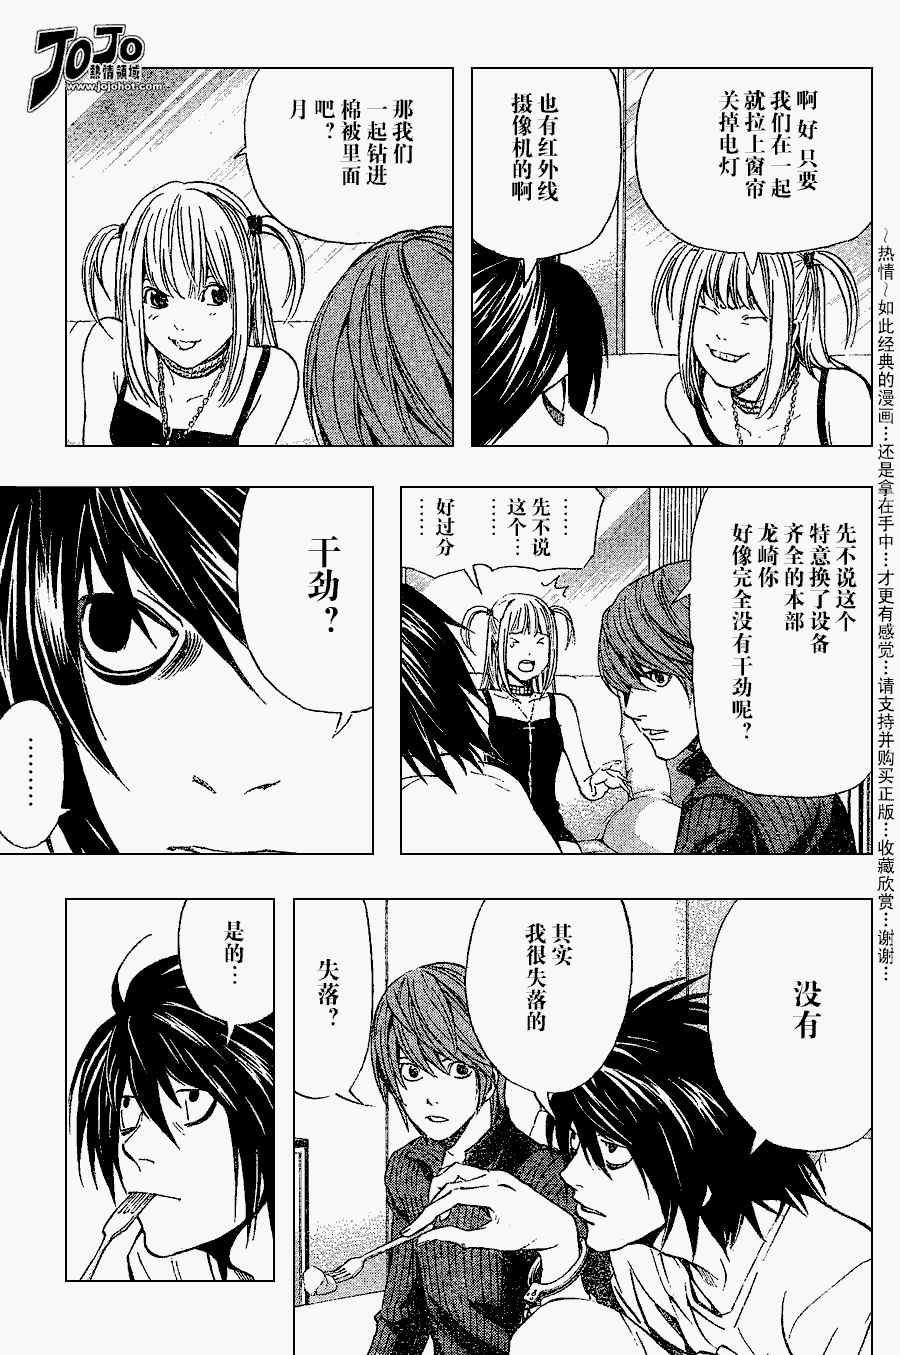 JoJo
熱情領域
www.jojohot.com
啊 好 只要
我们在一起
就拉上窗帘
关掉电灯
也有红外线
摄像机的啊
那我们
一起钻进
棉被里面
吧？
月
先不说这个
特意换了设备
齐全的本部
龙崎你
好像完全没有干劲呢？
……
先不说
这个…
……
好过分
……
干劲？
………
没有
其实
我很失落的
失落？
是的…
～热情～如此经典的漫画…还是拿在手中…才更有感觉…请支持并购买正版…收藏欣赏…谢谢…